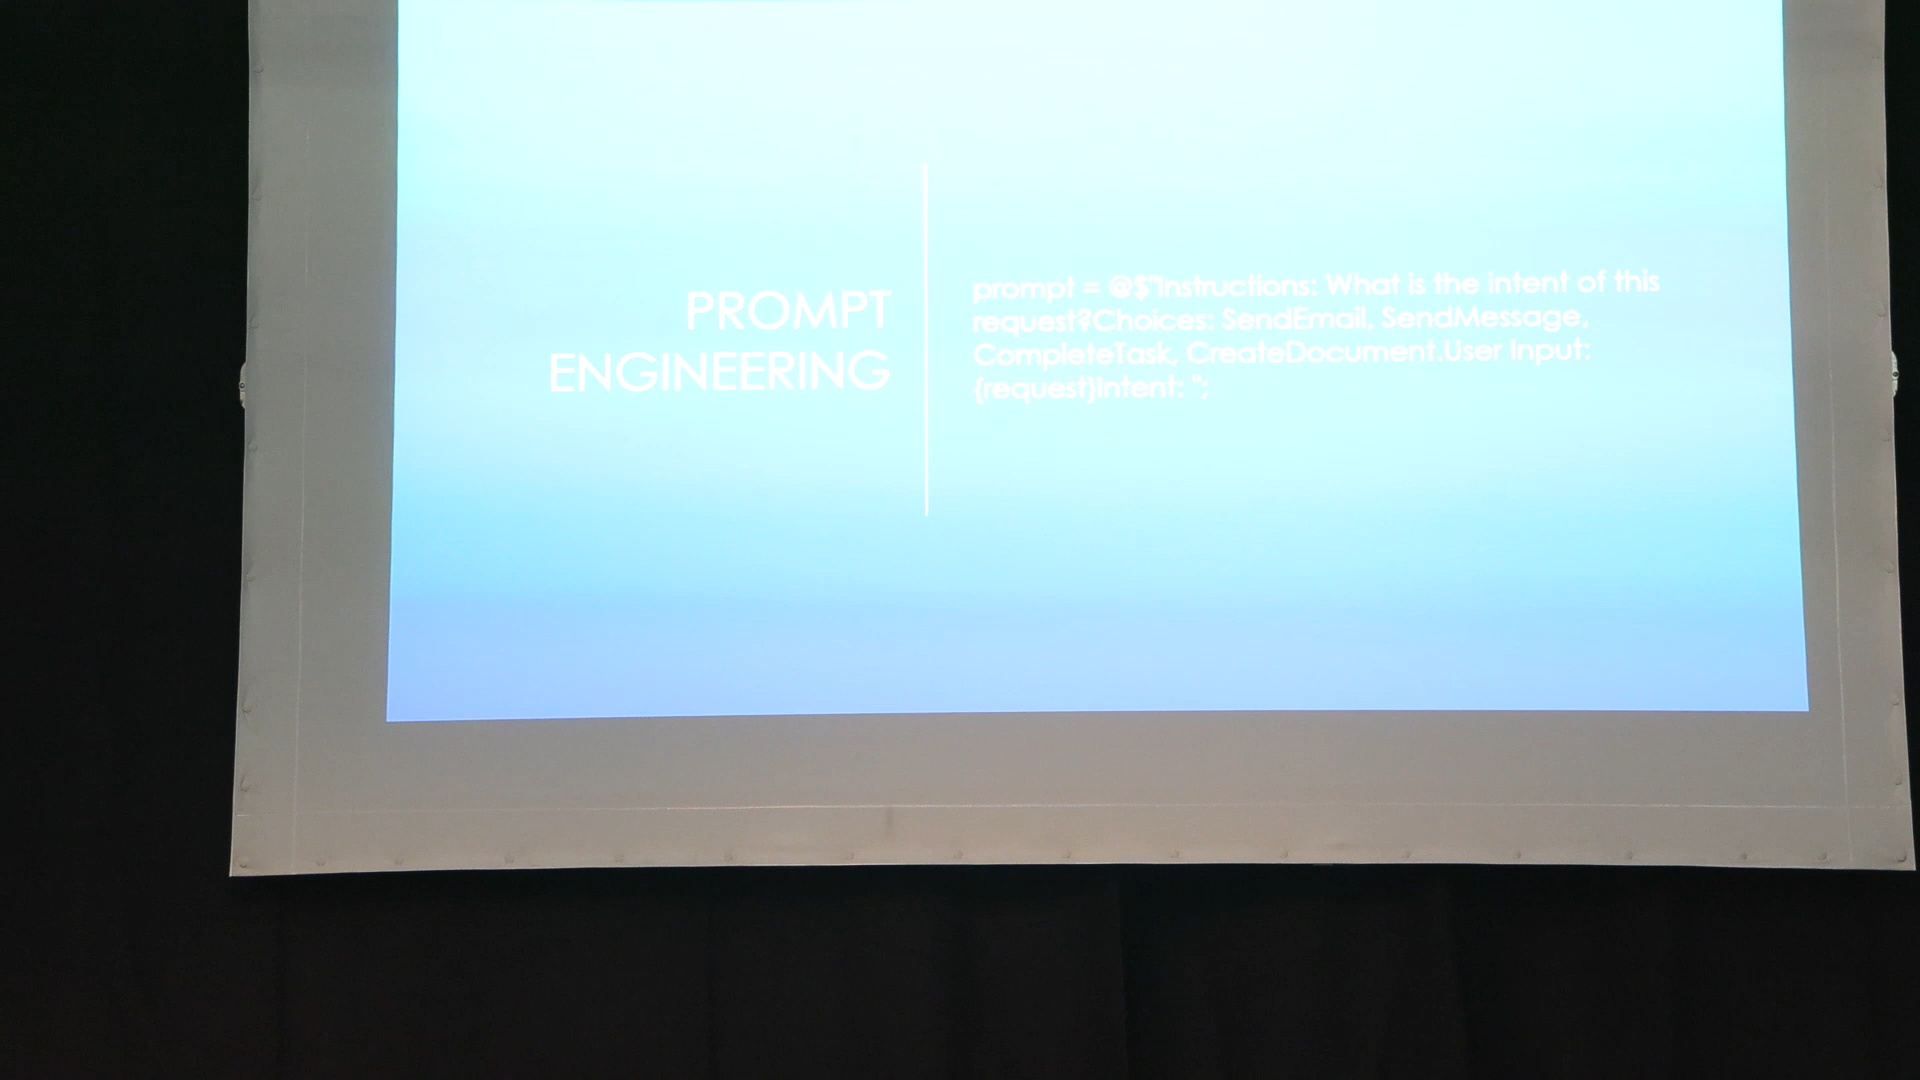 PROMPT
ENGINEERING
prompt = @$"Instructions: What is the intent of this
request?Choices: SendEmail, SendMessage,
CompleteTask, CreateDocument.User Input:
{request}Intent: ";